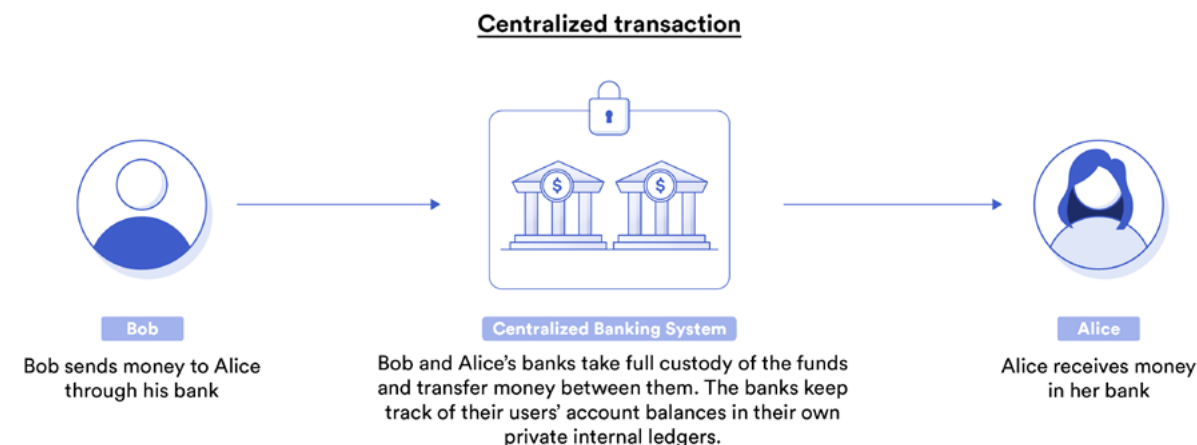 Centralized transaction
$ $
Bob
Centralized Banking System
Alice
Bob sends money to Alice
through his bank
Bob and Alice’s banks take full custody of the funds
and transfer money between them. The banks keep
track of their users’ account balances in their own
private internal ledgers.
Alice receives money
in her bank